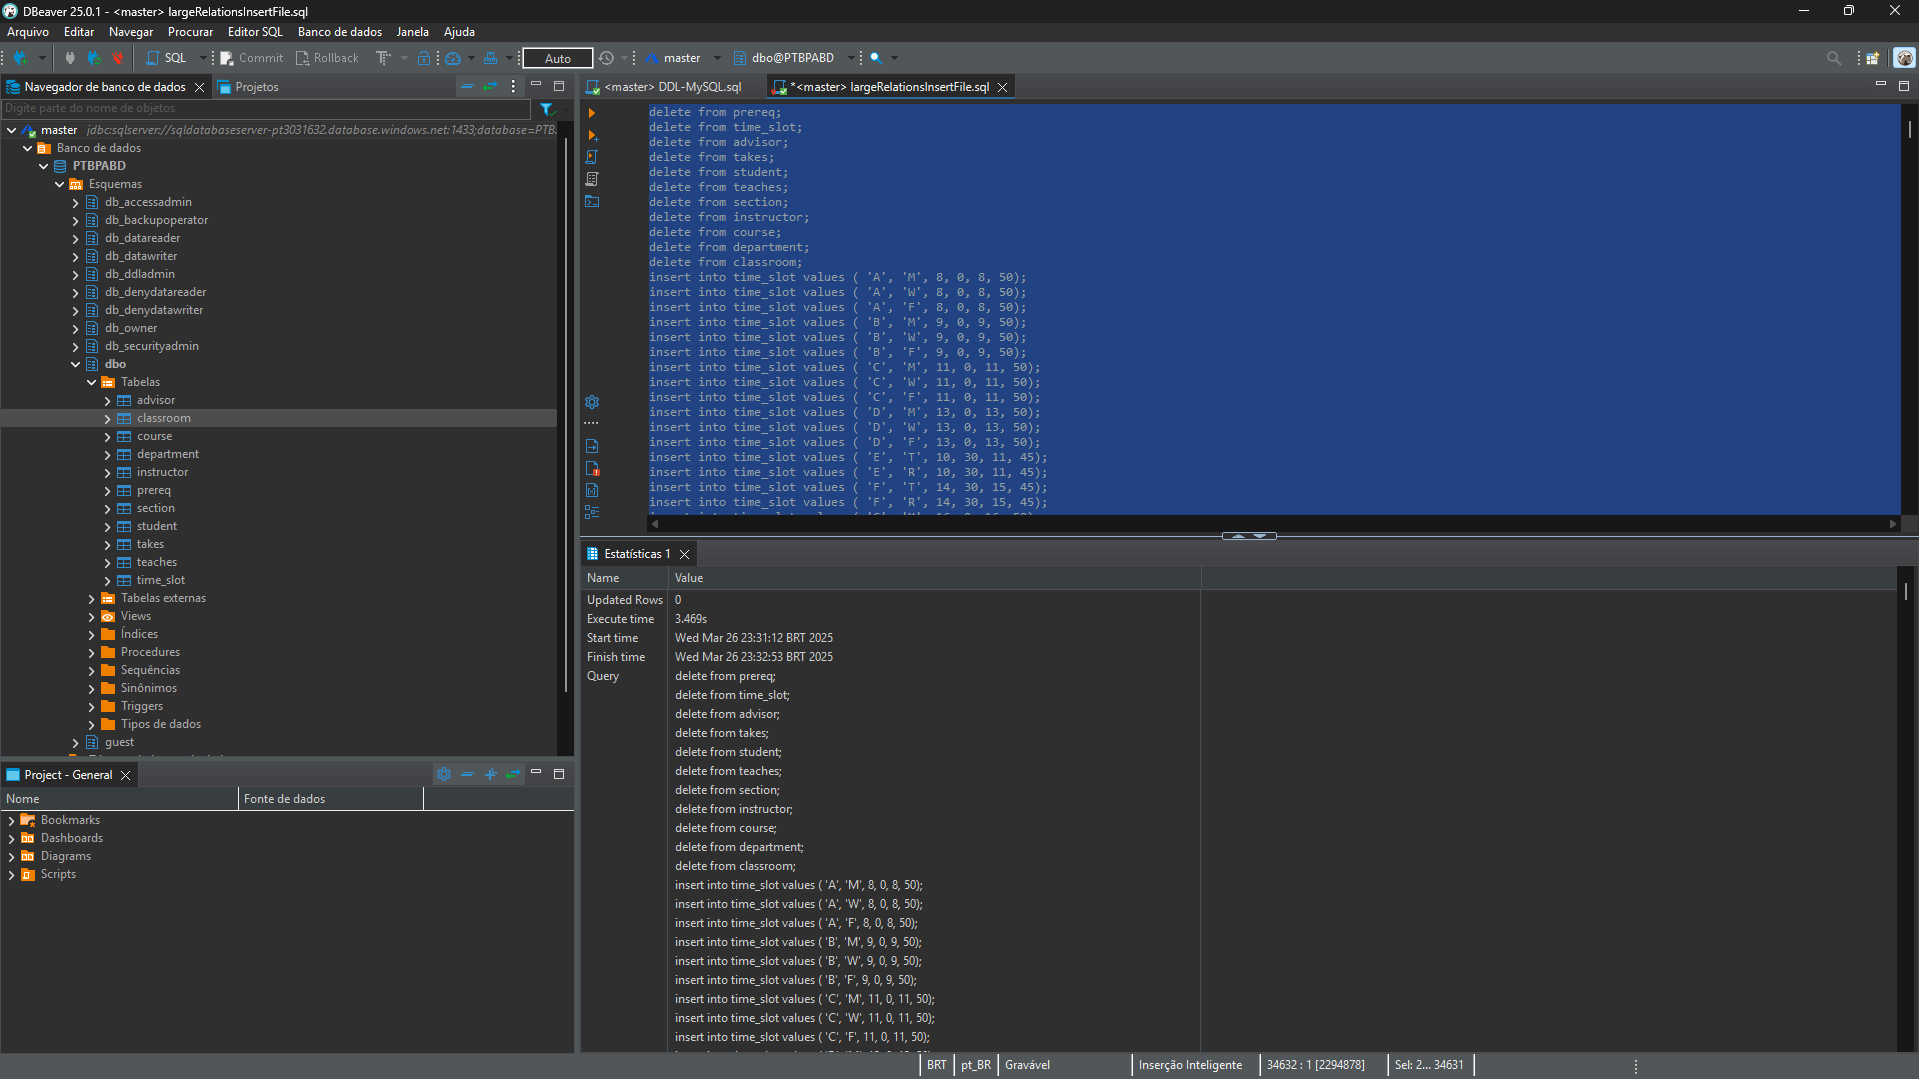 DBeaver 25.0.1 - <master> largeRelationsInsertFile.sql
Arquivo Editar Navegar Procurar Editor SQL Banco de dados Janela Ajuda
SQL Commit Rollback Auto master dbo@PTBPABD
Navegador de banco de dados Projetos
Digite parte do nome de objetos
master jdbc:sqlserver://sqldatabaseserver-pt3031632.database.windows.net:1433;database=PTB
Banco de dados
PTBPABD
Esquemas
db_accessadmin
db_backupoperator
db_datareader
db_datawriter
db_ddladmin
db_denydatareader
db_denydatawriter
db_owner
db_securityadmin
dbo
Tabelas
advisor
classroom
course
department
instructor
prereq
section
student
takes
teaches
time_slot
Tabelas externas
Views
Índices
Procedures
Sequências
Sinônimos
Triggers
Tipos de dados
guest
Project - General
Nome Fonte de dados
Bookmarks
Dashboards
Diagrams
Scripts
<master> DDL-MySQL.sql *<master> largeRelationsInsertFile.sql
delete from prereq;
delete from time_slot;
delete from advisor;
delete from takes;
delete from student;
delete from teaches;
delete from section;
delete from instructor;
delete from course;
delete from department;
delete from classroom;
insert into time_slot values ( 'A', 'M', 8, 0, 8, 50);
insert into time_slot values ( 'A', 'W', 8, 0, 8, 50);
insert into time_slot values ( 'A', 'F', 8, 0, 8, 50);
insert into time_slot values ( 'B', 'M', 9, 0, 9, 50);
insert into time_slot values ( 'B', 'W', 9, 0, 9, 50);
insert into time_slot values ( 'B', 'F', 9, 0, 9, 50);
insert into time_slot values ( 'C', 'M', 11, 0, 11, 50);
insert into time_slot values ( 'C', 'W', 11, 0, 11, 50);
insert into time_slot values ( 'C', 'F', 11, 0, 11, 50);
insert into time_slot values ( 'D', 'M', 13, 0, 13, 50);
insert into time_slot values ( 'D', 'W', 13, 0, 13, 50);
insert into time_slot values ( 'D', 'F', 13, 0, 13, 50);
insert into time_slot values ( 'E', 'T', 10, 30, 11, 45);
insert into time_slot values ( 'E', 'R', 10, 30, 11, 45);
insert into time_slot values ( 'F', 'T', 14, 30, 15, 45);
insert into time_slot values ( 'F', 'R', 14, 30, 15, 45);
Estatísticas 1
Name Value
Updated Rows 0
Execute time 3.469s
Start time Wed Mar 26 23:31:12 BRT 2025
Finish time Wed Mar 26 23:32:53 BRT 2025
Query delete from prereq;
delete from time_slot;
delete from advisor;
delete from takes;
delete from student;
delete from teaches;
delete from section;
delete from instructor;
delete from course;
delete from department;
delete from classroom;
insert into time_slot values ( 'A', 'M', 8, 0, 8, 50);
insert into time_slot values ( 'A', 'W', 8, 0, 8, 50);
insert into time_slot values ( 'A', 'F', 8, 0, 8, 50);
insert into time_slot values ( 'B', 'M', 9, 0, 9, 50);
insert into time_slot values ( 'B', 'W', 9, 0, 9, 50);
insert into time_slot values ( 'B', 'F', 9, 0, 9, 50);
insert into time_slot values ( 'C', 'M', 11, 0, 11, 50);
insert into time_slot values ( 'C', 'W', 11, 0, 11, 50);
insert into time_slot values ( 'C', 'F', 11, 0, 11, 50);
BRT pt_BR Gravável Inserção Inteligente 34632 : 1 [2294878] Sel: 2... 34631